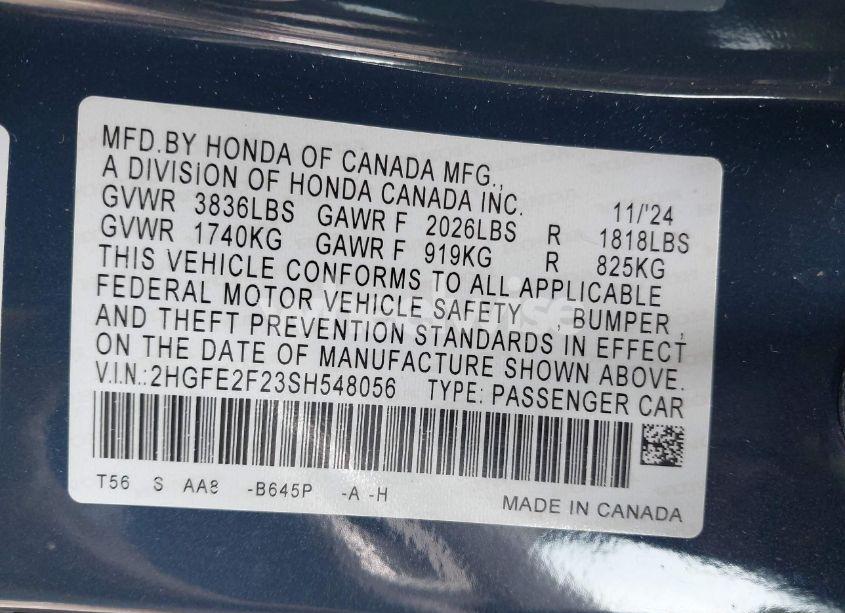 MFD.BY HONDA OF CANADA MFG.,
A DIVISION OF HONDA CANADA INC.
GVWR 3836LBS GAWR F 2026LBS R 1818LBS 11/'24
GVWR 1740KG GAWR F 919KG R 825KG
THIS VEHICLE CONFORMS TO ALL APPLICABLE
FEDERAL MOTOR VEHICLE SAFETY , BUMPER ,
AND THEFT PREVENTION STANDARDS IN EFFECT
ON THE DATE OF MANUFACTURE SHOWN ABOVE.
V.I.N.:2HGFE2F23SH548056 TYPE: PASSENGER CAR
T56 S AA8 -B645P -A -H
MADE IN CANADA